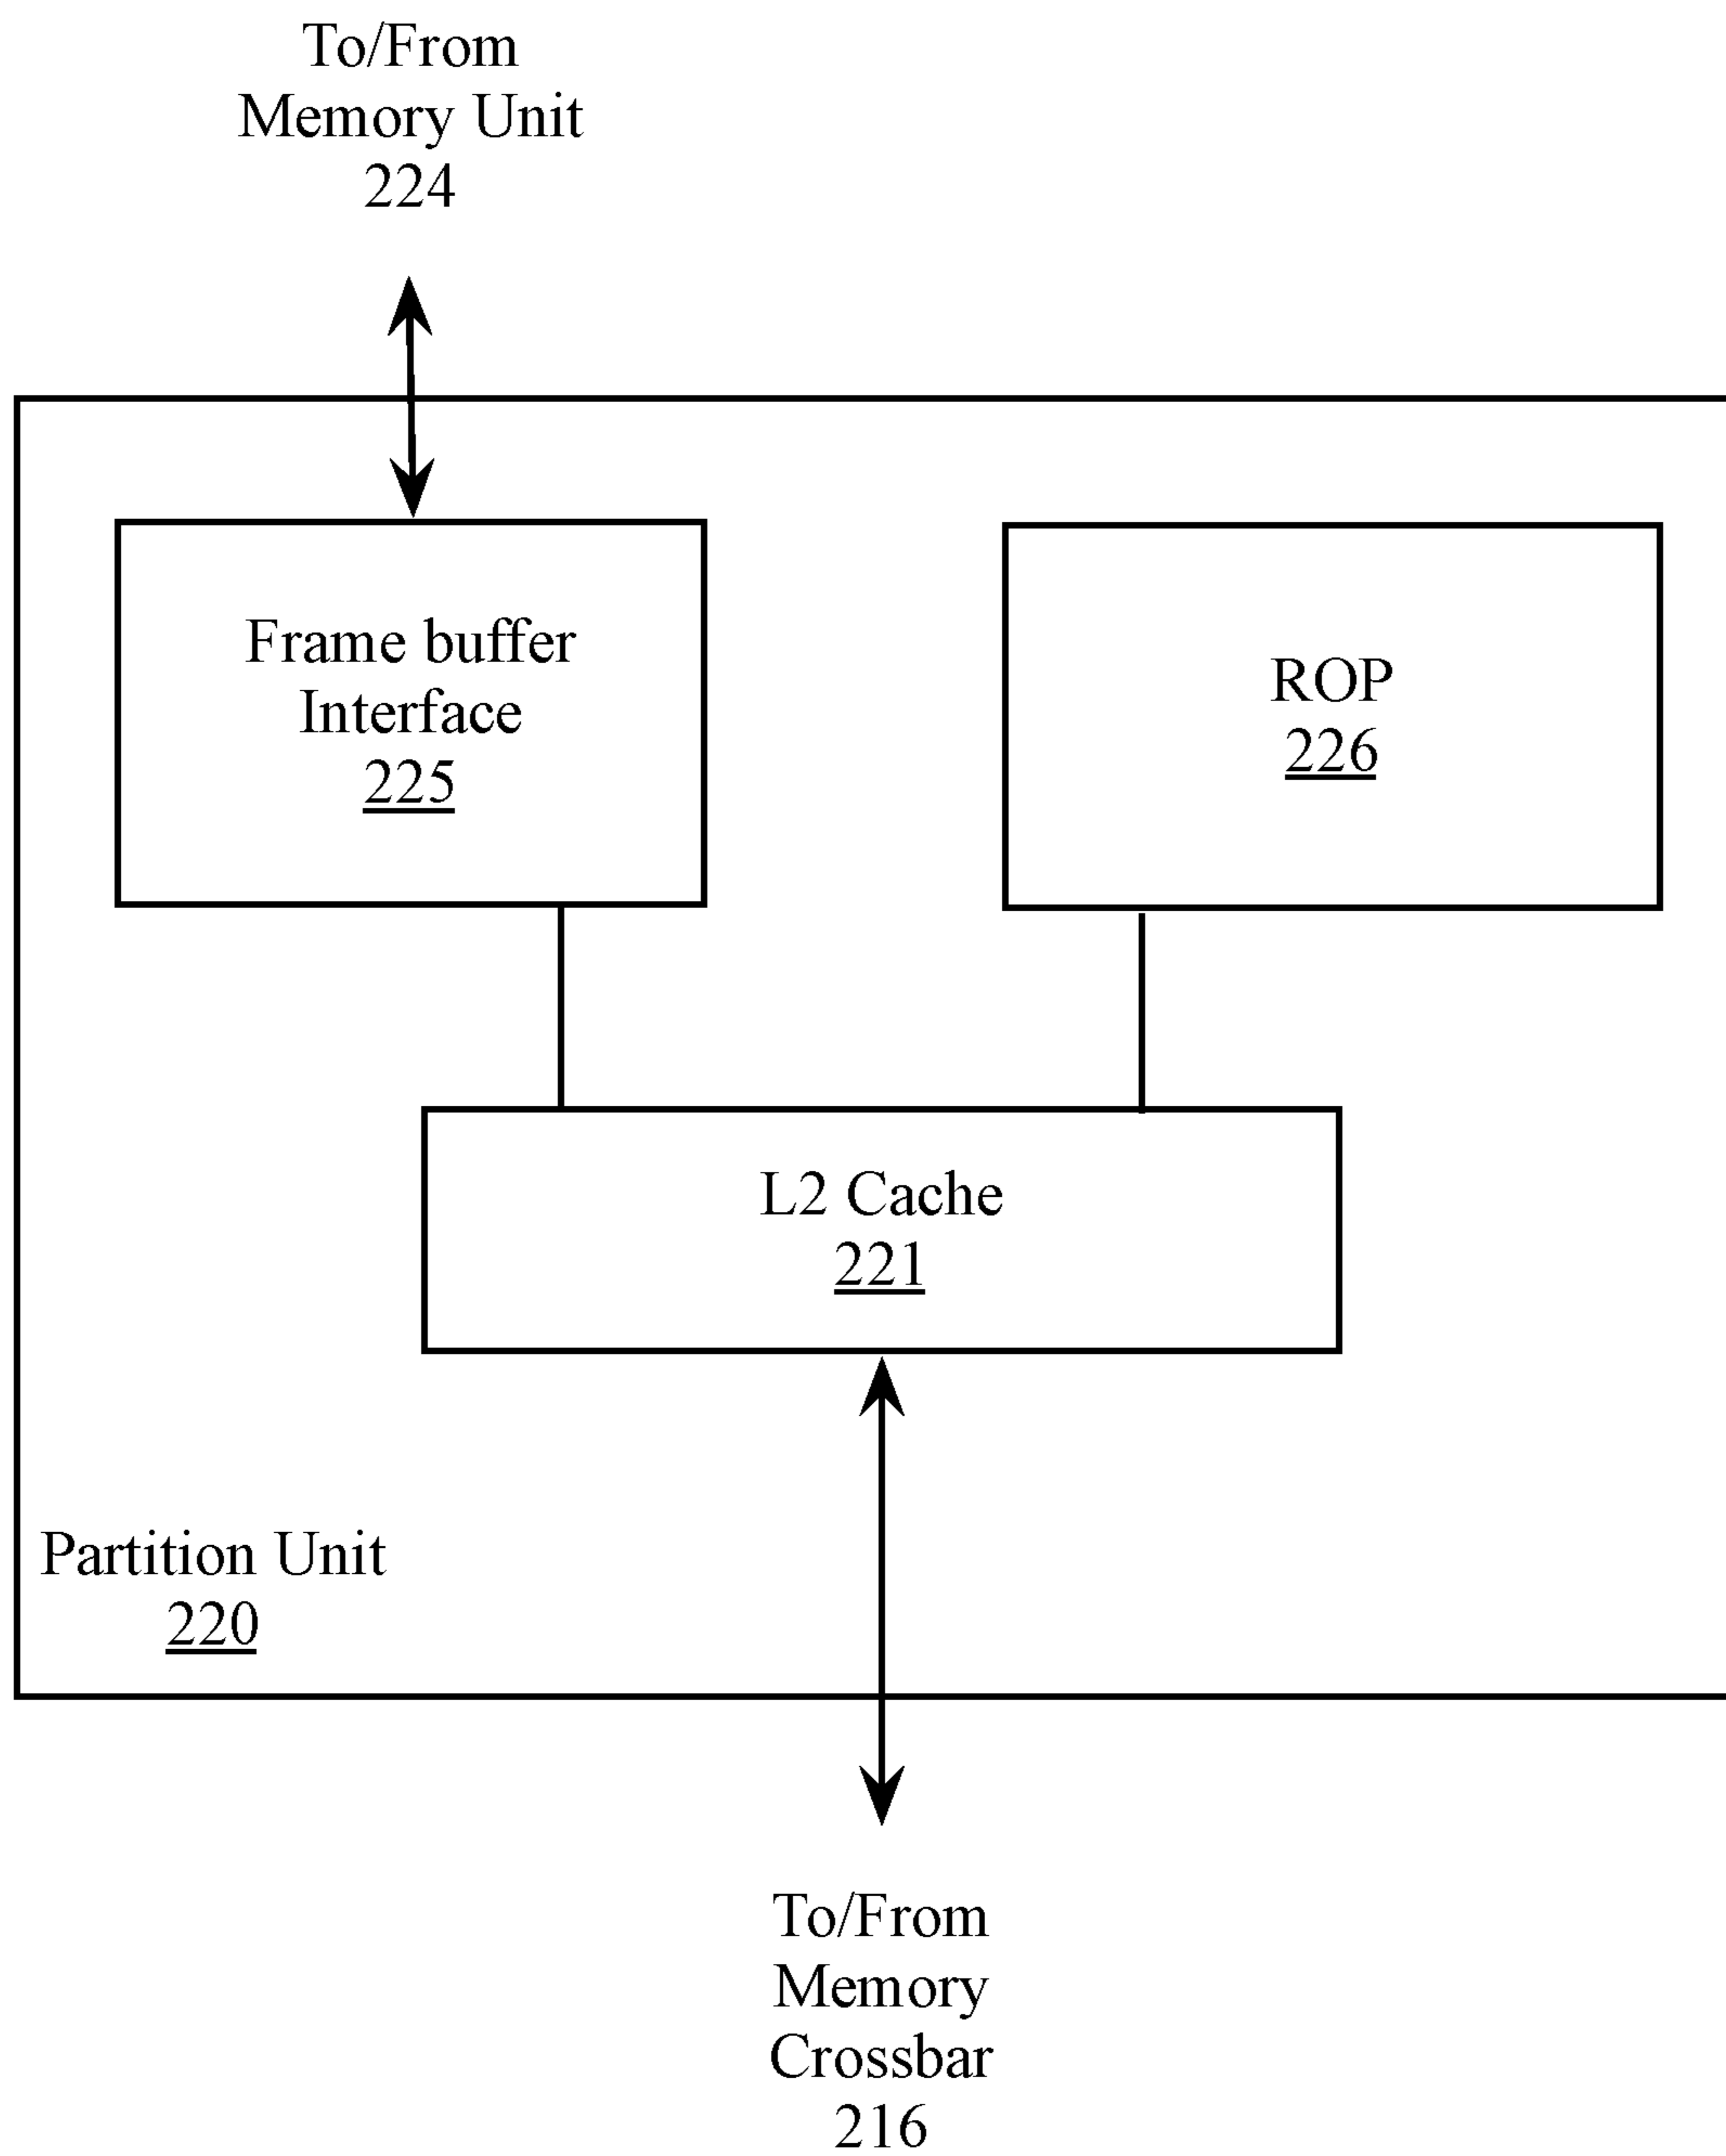 To/From
Memory Unit
224
Frame buffer
Interface
225
ROP
226
L2 Cache
221
Partition Unit
220
To/From
Memory
Crossbar
216